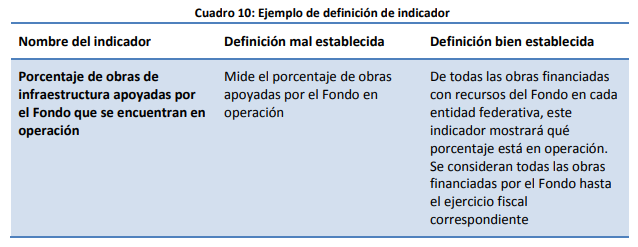 Cuadro 10: Ejemplo de definición de indicador
Nombre del indicador
Definición mal establecida
Definición bien establecida
Porcentaje de obras de
infraestructura apoyadas por
el Fondo que se encuentran en
operación
Mide el porcentaje de obras
apoyadas por el Fondo en
operación
De todas las obras financiadas
con recursos del Fondo en cada
entidad federativa, este
indicador mostrará qué
porcentaje está en operación.
Se consideran todas las obras
financiadas por el Fondo hasta
el ejercicio fiscal
correspondiente